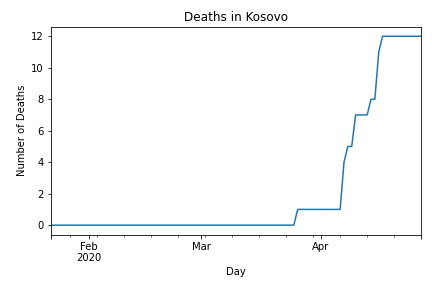 Deaths in Kosovo
12
10
8
6
4
2
0
Number of Deaths
Feb
2020
Mar
Apr
Day